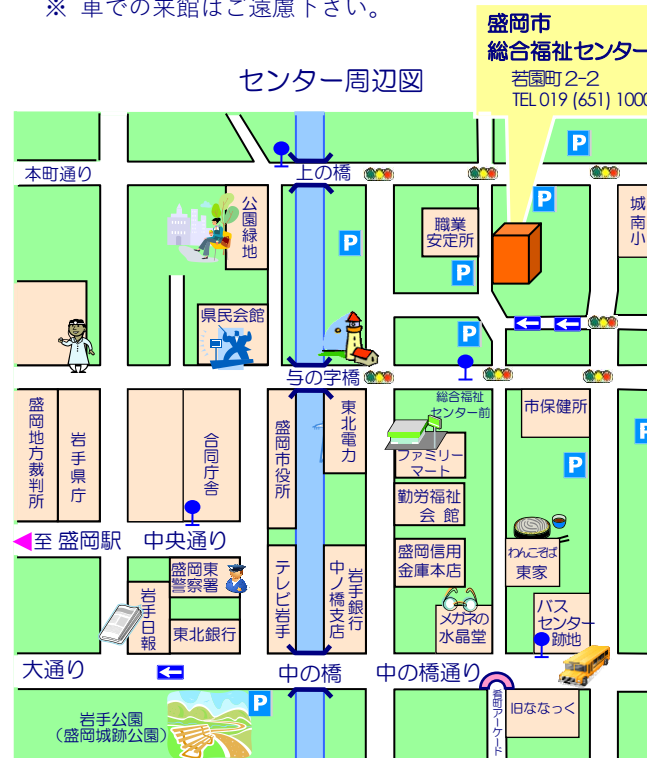 ※ 車での来館はご遠慮下さい。
盛岡市
総合福祉センター
若園町2-2
TEL 019 (651) 1000
センター周辺図
本町通り
上の橋
公園緑地
職業
安定所
城南小
県民会館
与の字橋
盛岡地方裁判所
岩手県庁
合同庁舎
盛岡市役所
東北電力
総合福祉
センター前
ファミリー
マート
市保健所
勤労福祉
会 館
至 盛岡駅
中央通り
盛岡東
警察署
岩手日報
東北銀行
テレビ岩手
岩手銀行
中ノ橋支店
盛岡信用
金庫本店
わんこそば
東家
メガネの
水晶堂
バス
センター
跡地
大通り
中の橋
中の橋通り
肴町アーケード
旧ななっく
岩手公園
(盛岡城跡公園)
P
P
P
P
P
P
P
P